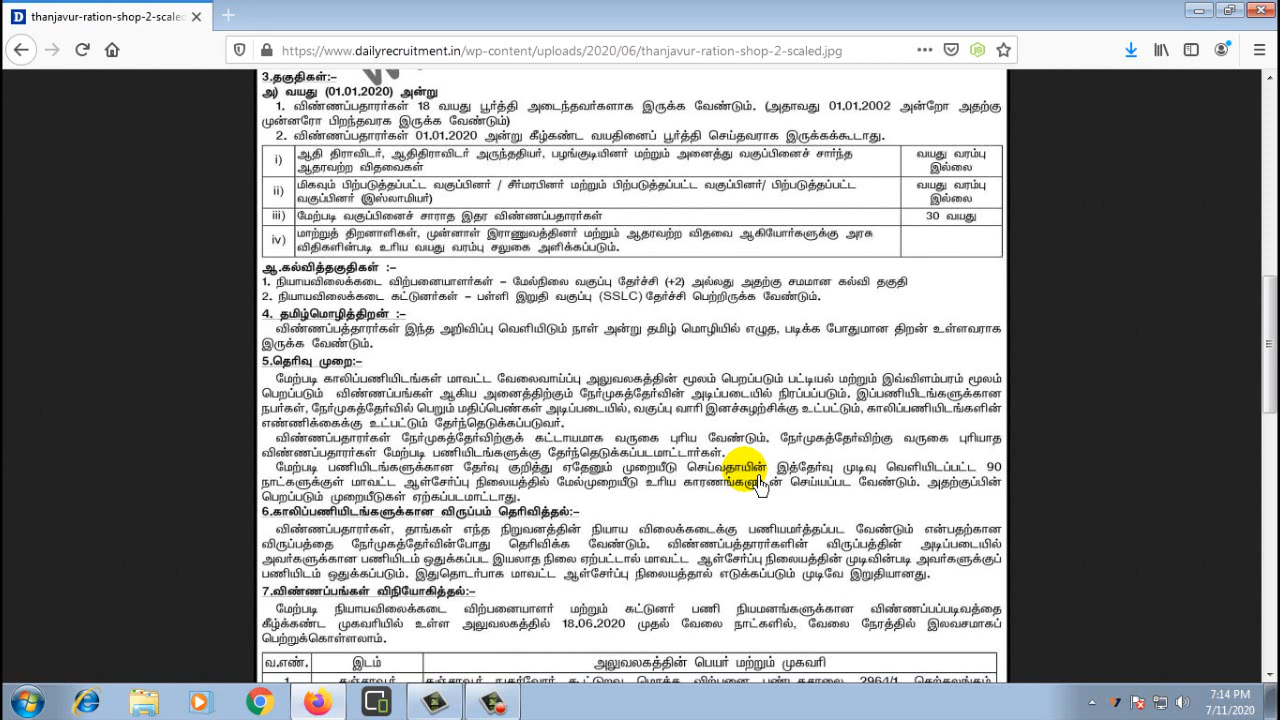 thanjavur-ration-shop-2-scaled
https://www.dailyrecruitment.in/wp-content/uploads/2020/06/thanjavur-ration-shop-2-scaled.jpg
3.தகுதிகள்:-
அ) வயது (01.01.2020) அன்று
1. விண்ணப்பதாரர்கள் 18 வயது பூர்த்தி அடைந்தவர்களாக இருக்க வேண்டும். (அதாவது 01.01.2002 அன்றோ அதற்கு
முன்னரோ பிறந்தவரக இருக்க வேண்டும்)
2. விண்ணப்பதாரர்கள் 01.01.2020 அன்று கீழ்கண்ட வயதினைப் பூர்த்தி செய்தவராக இருக்கக்கூடாது.
i) ஆதி திராவிடர், ஆதிதிராவிடர் அருந்ததியர், பழங்குடியினர் மற்றும் அனைத்து வகுப்பினைச் சார்ந்த வயது வரம்பு
ஆதரவற்ற விதவைகள் இல்லை
ii) மிகவும் பிற்படுத்தப்பட்ட வகுப்பினர் / சீர்மரபினர் மற்றும் பிற்படுத்தப்பட்ட வகுப்பினர்/ பிற்படுத்தப்பட்ட வயது வரம்பு
வகுப்பினர் (இஸ்லாமியர்) இல்லை
iii) மேற்படி வகுப்பினைச் சாராத இதர விண்ணப்பதாரர்கள் 30 வயது
iv) மாற்றுத் திறனாளிகள், முன்னாள் இராணுவத்தினர் மற்றும் ஆதரவற்ற விதவை ஆகியோர்களுக்கு அரசு
விதிகளின்படி உரிய வயது வரம்பு சலுகை அளிக்கப்படும்.
ஆ.கல்வித்தகுதிகள் :-
1. நியாயவிலைக்கடை விற்பனையாளர்கள் – மேல்நிலை வகுப்பு தேர்ச்சி (+2) அல்லது அதற்கு சமமான கல்வி தகுதி
2. நியாயவிலைக்கடை கட்டுனர்கள் – பள்ளி இறுதி வகுப்பு (SSLC) தேர்ச்சி பெற்றிருக்க வேண்டும்.
4. தமிழ்மொழித்திறன் :-
விண்ணப்பத்தாரர்கள் இந்த அறிவிப்பு வெளியிடும் நாள் அன்று தமிழ் மொழியில் எழுத, படிக்க போதுமான திறன் உள்ளவராக
இருக்க வேண்டும்.
5.தெரிவு முறை:-
மேற்படி காலிப்பணியிடங்கள் மாவட்ட வேலைவாய்ப்பு அலுவலகத்தின் மூலம் பெறப்படும் பட்டியல் மற்றும் இவ்விளம்பரம் மூலம்
பெறப்படும் விண்ணப்பங்கள் ஆகிய அனைத்திற்கும் நேர்முகத்தேர்வின் அடிப்படையில் நிரப்பப்படும். இப்பணியிடங்களுக்கான
நபர்கள், நேர்முகத்தேர்வில் பெறும் மதிப்பெண்கள் அடிப்படையில், வகுப்பு வாரி இனச்சுழற்சிக்கு உட்பட்டும், காலிப்பணியிடங்களின்
எண்ணிக்கைக்கு உட்பட்டும் தேர்ந்தெடுக்கப்படுவர்.
விண்ணப்பதாரர்கள் நேர்முகத்தேர்விற்குக் கட்டாயமாக வருகை புரிய வேண்டும். நேர்முகத்தேர்விற்கு வருகை புரியாத
விண்ணப்பதாரர்கள் மேற்படி பணியிடங்களுக்கு தேர்ந்தெடுக்கப்படமாட்டார்கள்.
மேற்படி பணியிடங்களுக்கான தேர்வு குறித்து ஏதேனும் முறையீடு செய்வதாயின் இத்தேர்வு முடிவு வெளியிடப்பட்ட 90
நாட்களுக்குள் மாவட்ட ஆள்சேர்ப்பு நிலையத்தில் மேல்முறையீடு உரிய செய்யப்பட வேண்டும். அதற்குப்பின்
பெறப்படும் முறையீடுகள் ஏற்கப்படமாட்டாது.
6.காலிப்பணியிடங்களுக்கான விருப்பம் தெரிவித்தல்:-
விண்ணப்பதாரர்கள், தாங்கள் எந்த நிறுவனத்தின் நியாய விலைக்கடைக்கு பணியமர்த்தப்பட வேண்டும் என்பதற்கான
விருப்பத்தை நேர்முகத்தேர்வின்போது தெரிவிக்க வேண்டும். விண்ணப்பத்தாரர்களின் விருப்பத்தின் அடிப்படையில்
அவர்களுக்கான பணியிடம் ஒதுக்கப்பட இயலாத நிலை ஏற்பட்டால் மாவட்ட ஆள்சேர்ப்பு நிலையத்தின் முடிவின்படி அவர்களுக்குப்
பணியிடம் ஒதுக்கப்படும். இதுதொடர்பாக மாவட்ட ஆள்சேர்ப்பு நிலையத்தால் எடுக்கப்படும் முடிவே இறுதியானது.
7.விண்ணப்பங்கள் விநியோகித்தல்:-
மேற்படி நியாயவிலைக்கடை விற்பனையாளர் மற்றும் கட்டுனர் பணி நியமனங்களுக்கான விண்ணப்பப்படிவத்தை
கீழ்க்கண்ட முகவரியில் உள்ள அலுவலகத்தில் 18.06.2020 முதல் வேலை நாட்களில், வேலை நேரத்தில் இலவசமாகப்
பெற்றுக்கொள்ளலாம்.
வ.எண். இடம் அலுவலகத்தின் பெயர் மற்றும் முகவரி
7:14 PM
7/11/2020